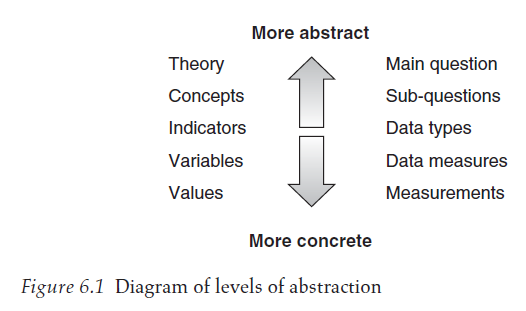 More abstract
Theory Main question
Concepts Sub-questions
Indicators Data types
Variables Data measures
Values Measurements
More concrete
Figure 6.1 Diagram of levels of abstraction